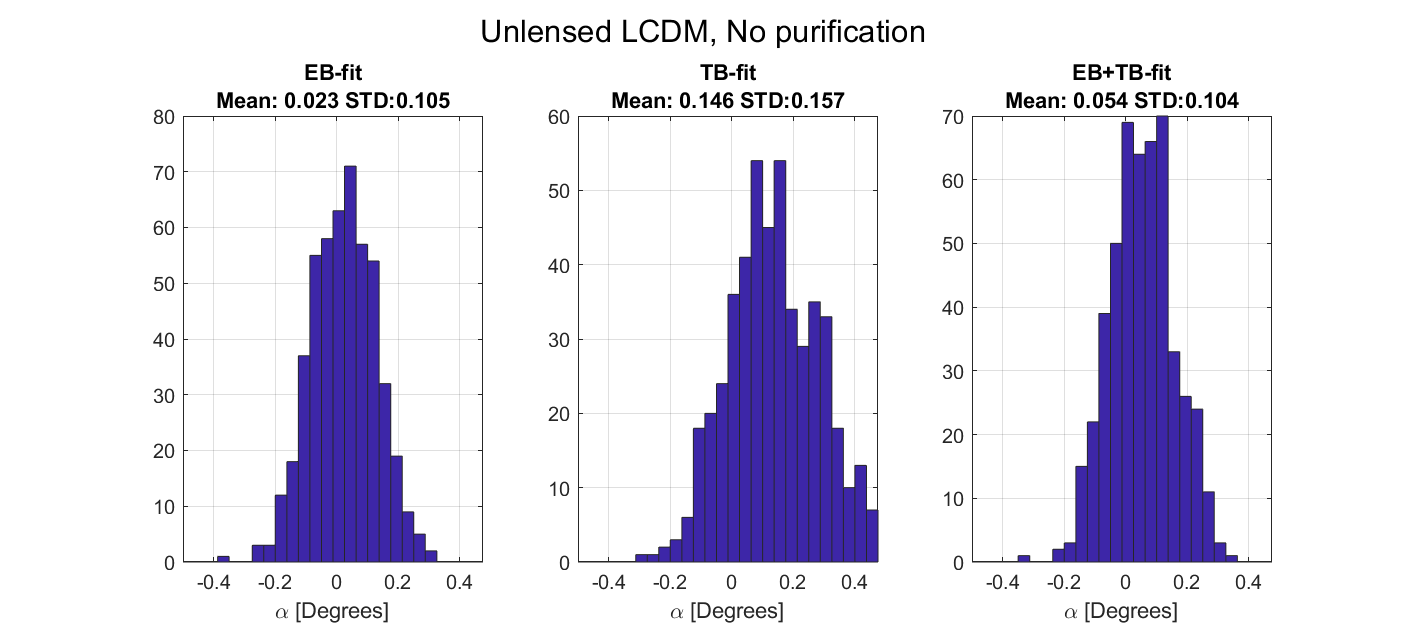 Unlensed LCDM, No purification
EB-fit
Mean: 0.023 STD:0.105
80
70
60
50
40
30
20
10
0
-0.4 -0.2 0 0.2 0.4
α [Degrees]
TB-fit
Mean: 0.146 STD:0.157
60
50
40
30
20
10
0
-0.4 -0.2 0 0.2 0.4
α [Degrees]
EB+TB-fit
Mean: 0.054 STD:0.104
70
60
50
40
30
20
10
0
-0.4 -0.2 0 0.2 0.4
α [Degrees]